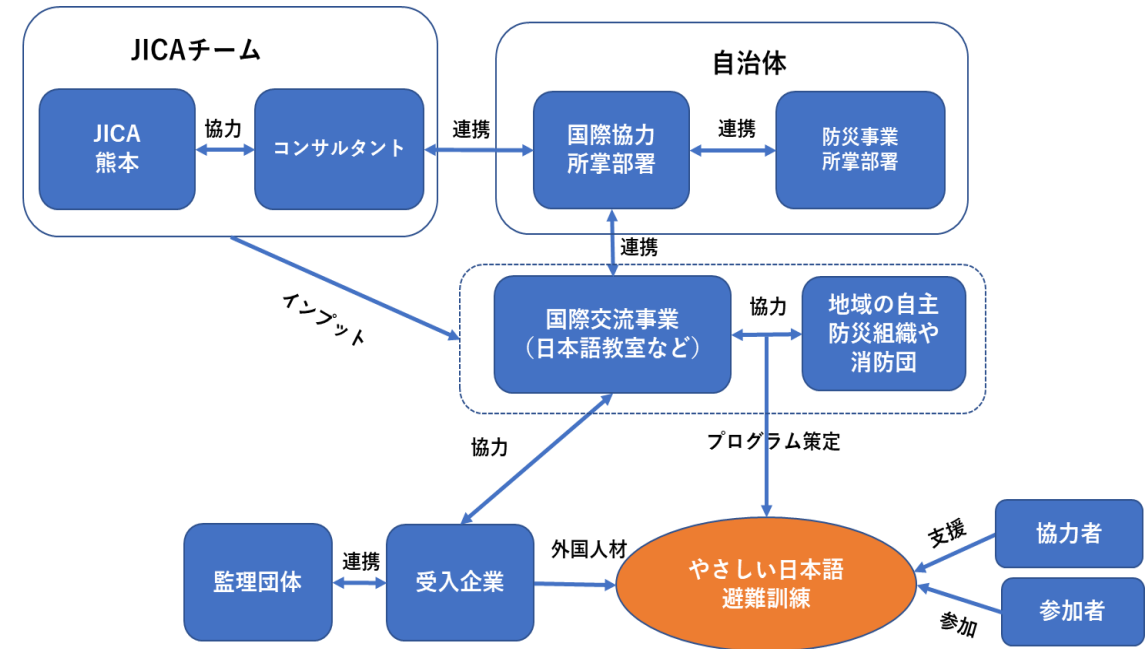 JICAチーム
自治体
JICA
熊本
協力
コンサルタント
連携
国際協力
所掌部署
連携
防災事業
所掌部署
連携
インプット
国際交流事業
（日本語教室など）
協力
地域の自主
防災組織や
消防団
協力
プログラム策定
監理団体
連携
受入企業
外国人材
やさしい日本語
避難訓練
支援
協力者
参加
参加者